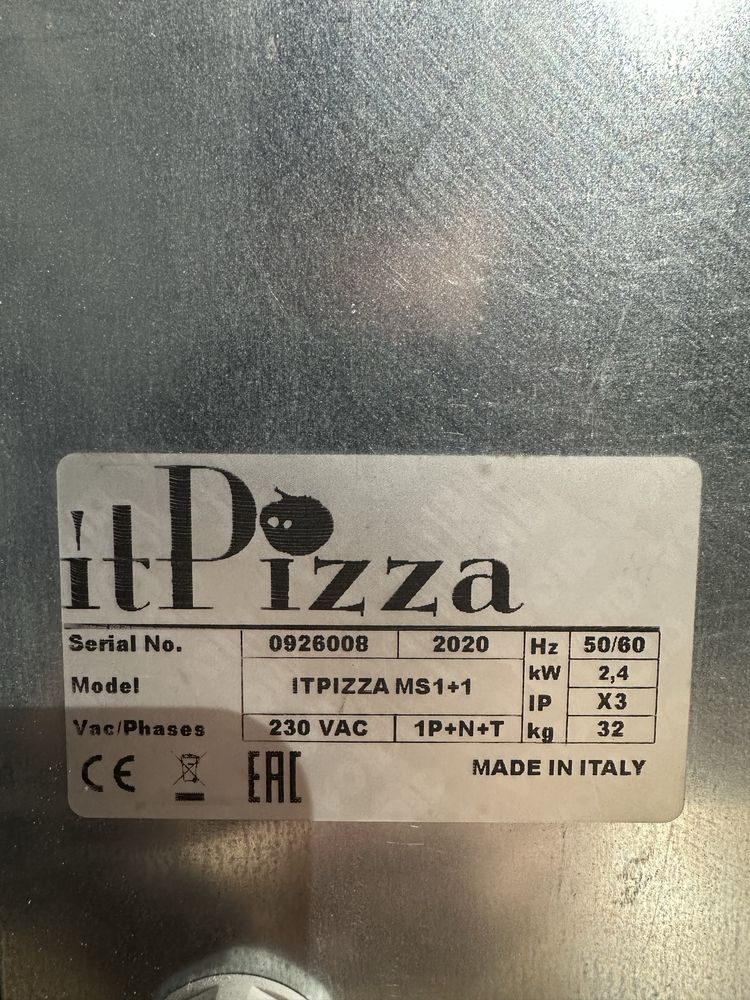 itPizza
Serial No. 0926008 2020 Hz 50/60
kW 2,4
Model ITPIZZA MS1+1
IP X3
Vac/Phases 230 VAC 1P+N+T kg 32
CE EAC MADE IN ITALY